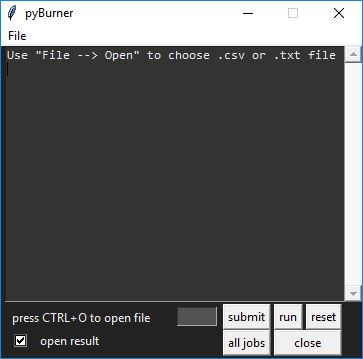 pyBurner
File
Use "File --> Open" to choose .csv or .txt file
press CTRL+O to open file
submit
run
reset
open result
all jobs
close